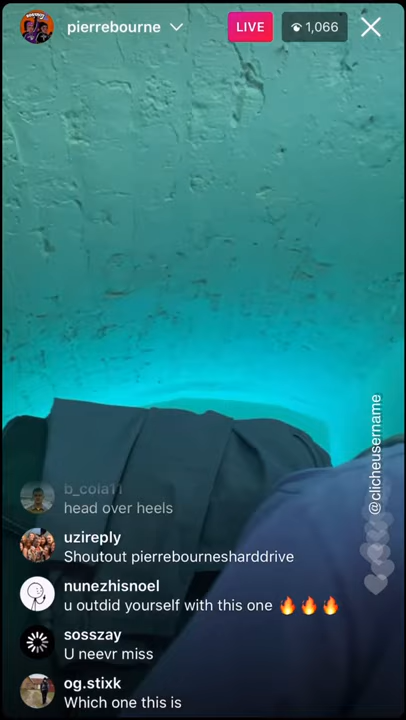 pierrebourne
LIVE
1,066
@clicheusername
b_cola11
head over heels
uzireply
Shoutout pierrebournesharddrive
nunezhisnoel
u outdid yourself with this one 🔥🔥🔥
sosszay
U neevr miss
og.stixk
Which one this is